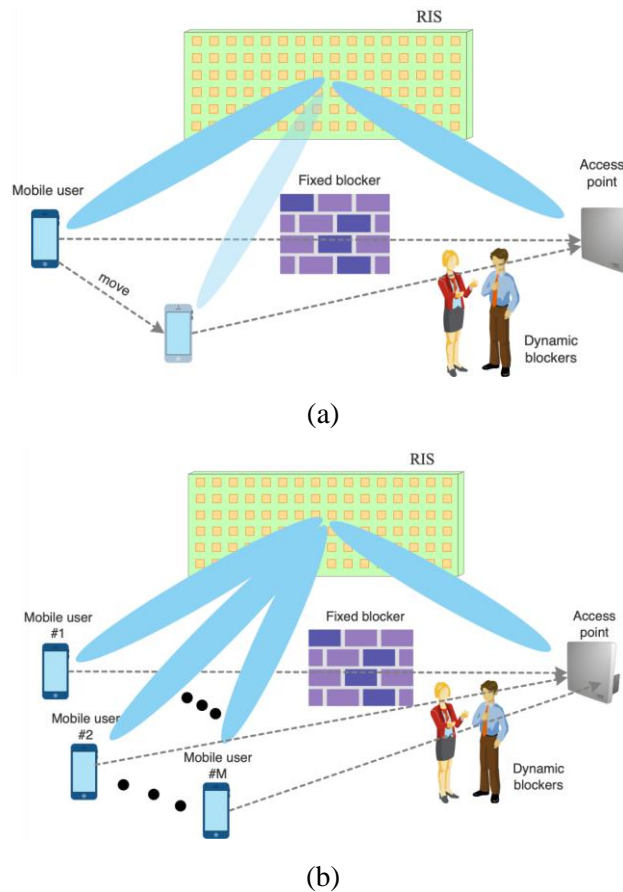 RIS
Access
point
Mobile user
Fixed blocker
move
Dynamic
blockers
(a)
RIS
Mobile user
#1
Fixed blocker
Access
point
Mobile user
#2
Mobile user
#M
Dynamic
blockers
(b)